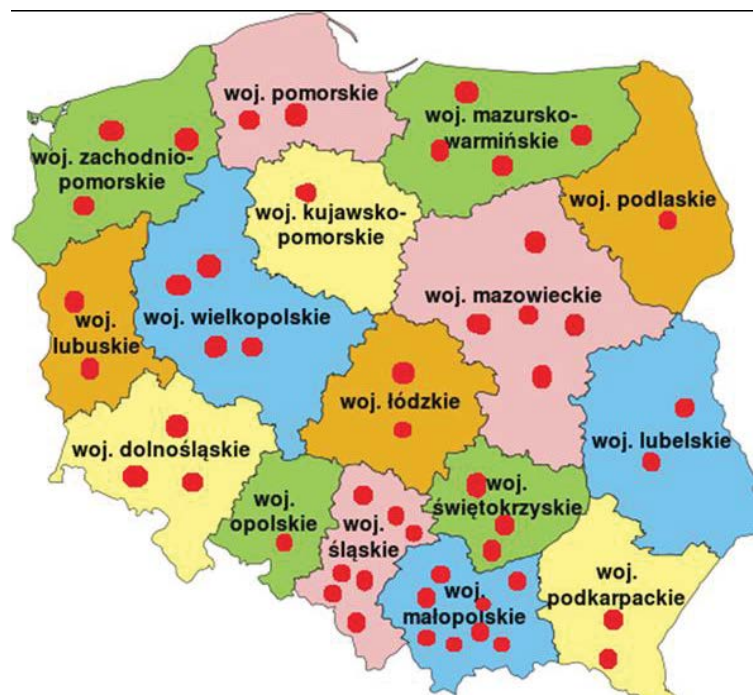 woj. pomorskie
woj. mazursko-
warmińskie
woj. zachodnio-
pomorskie
woj. kujawsko-
pomorskie
woj. podlaskie
woj. mazowieckie
woj. wielkopolskie
woj.
lubuskie
woj. łódzkie
woj. lubelskie
woj. dolnośląskie
woj.
opolskie
woj.
śląskie
woj.
świętokrzyskie
woj.
małopolskie
woj.
podkarpackie